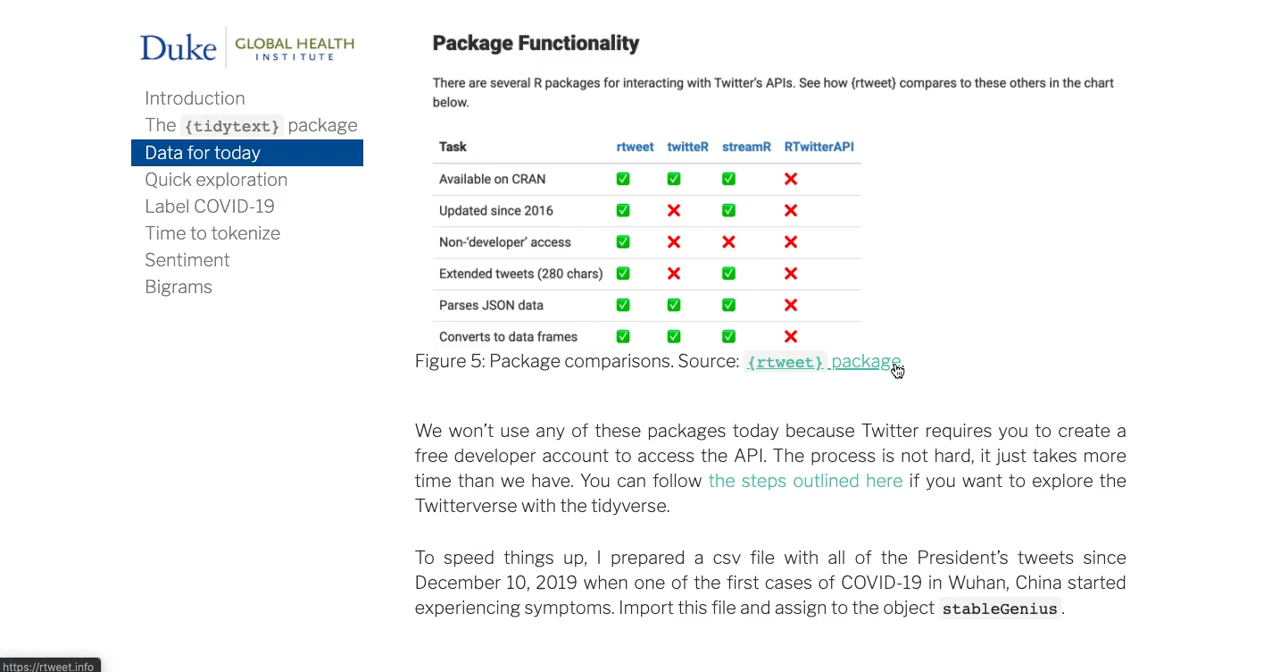 Duke GLOBAL HEALTH INSTITUTE
Introduction
The {tidytext} package
Data for today
Quick exploration
Label COVID-19
Time to tokenize
Sentiment
Bigrams
Package Functionality
There are several R packages for interacting with Twitter's APIs. See how {rtweet} compares to these others in the chart
below.
Task rtweet twitteR streamR RTwitterAPI
Available on CRAN ✅ ✅ ✅ ❌
Updated since 2016 ✅ ❌ ✅ ❌
Non-'developer' access ✅ ❌ ❌ ❌
Extended tweets (280 chars) ✅ ❌ ✅ ❌
Parses JSON data ✅ ✅ ✅ ❌
Converts to data frames ✅ ✅ ✅ ❌
Figure 5: Package comparisons. Source: {rtweet} package.
We won't use any of these packages today because Twitter requires you to create a
free developer account to access the API. The process is not hard, it just takes more
time than we have. You can follow the steps outlined here if you want to explore the
Twitterverse with the tidyverse.
To speed things up, I prepared a csv file with all of the President's tweets since
December 10, 2019 when one of the first cases of COVID-19 in Wuhan, China started
experiencing symptoms. Import this file and assign to the object stableGenius.
https://rtweet.info